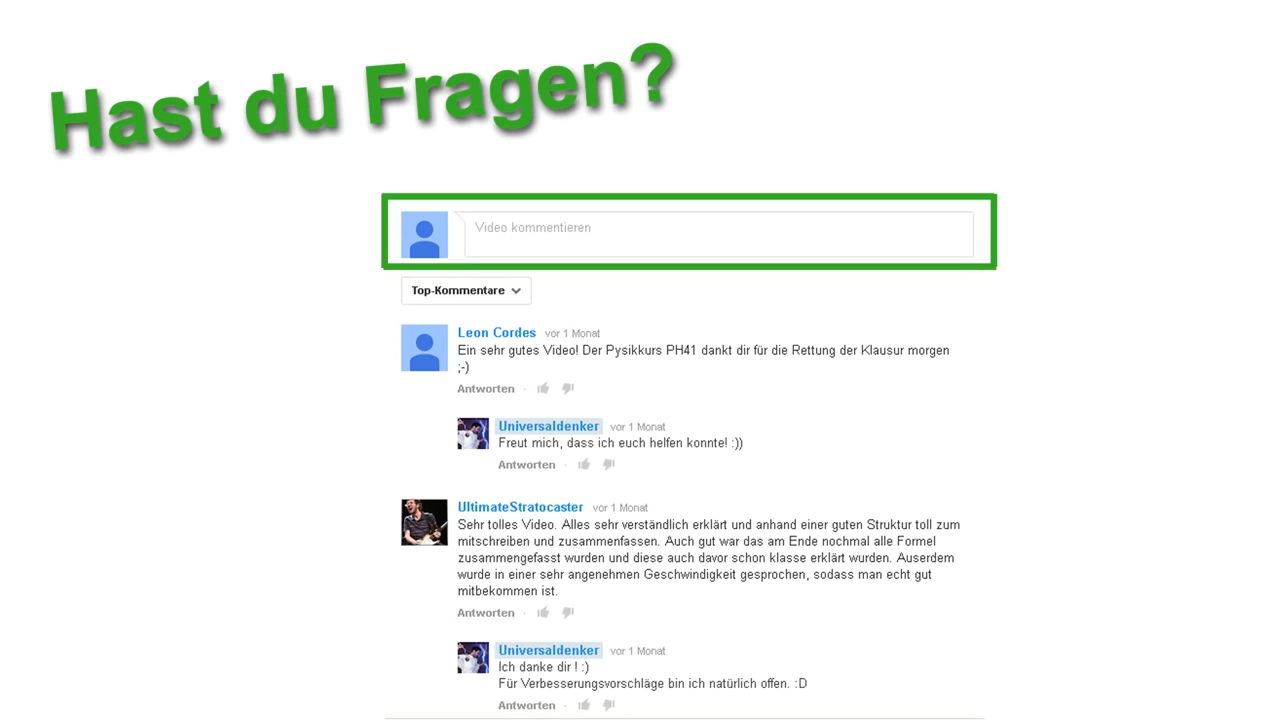 Hast du Fragen?
Video kommentieren
Top-Kommentare
Leon Cordes vor 1 Monat
Ein sehr gutes Video! Der Pysikkurs PH41 dankt dir für die Rettung der Klausur morgen
;-)
Antworten ·
Universaldenker vor 1 Monat
Freut mich, dass ich euch helfen konnte! :))
Antworten ·
UltimateStratocaster vor 1 Monat
Sehr tolles Video. Alles sehr verständlich erklärt und anhand einer guten Struktur toll zum
mitschreiben und zusammenfassen. Auch gut war das am Ende nochmal alle Formel
zusammengefasst wurden und diese auch davor schon klasse erklärt wurden. Auserdem
wurde in einer sehr angenehmen Geschwindigkeit gesprochen, sodass man echt gut
mitbekommen ist.
Antworten ·
Universaldenker vor 1 Monat
Ich danke dir ! :)
Für Verbesserungsvorschläge bin ich natürlich offen. :D
Antworten ·